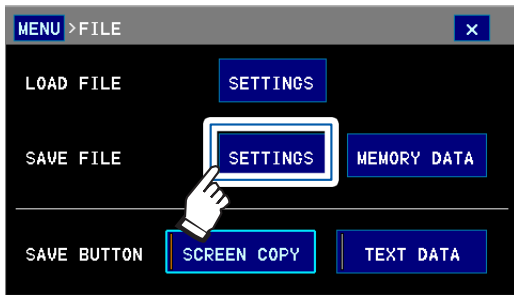 MENU >FILE ×
LOAD FILE SETTINGS
SAVE FILE SETTINGS MEMORY DATA
SAVE BUTTON SCREEN COPY TEXT DATA